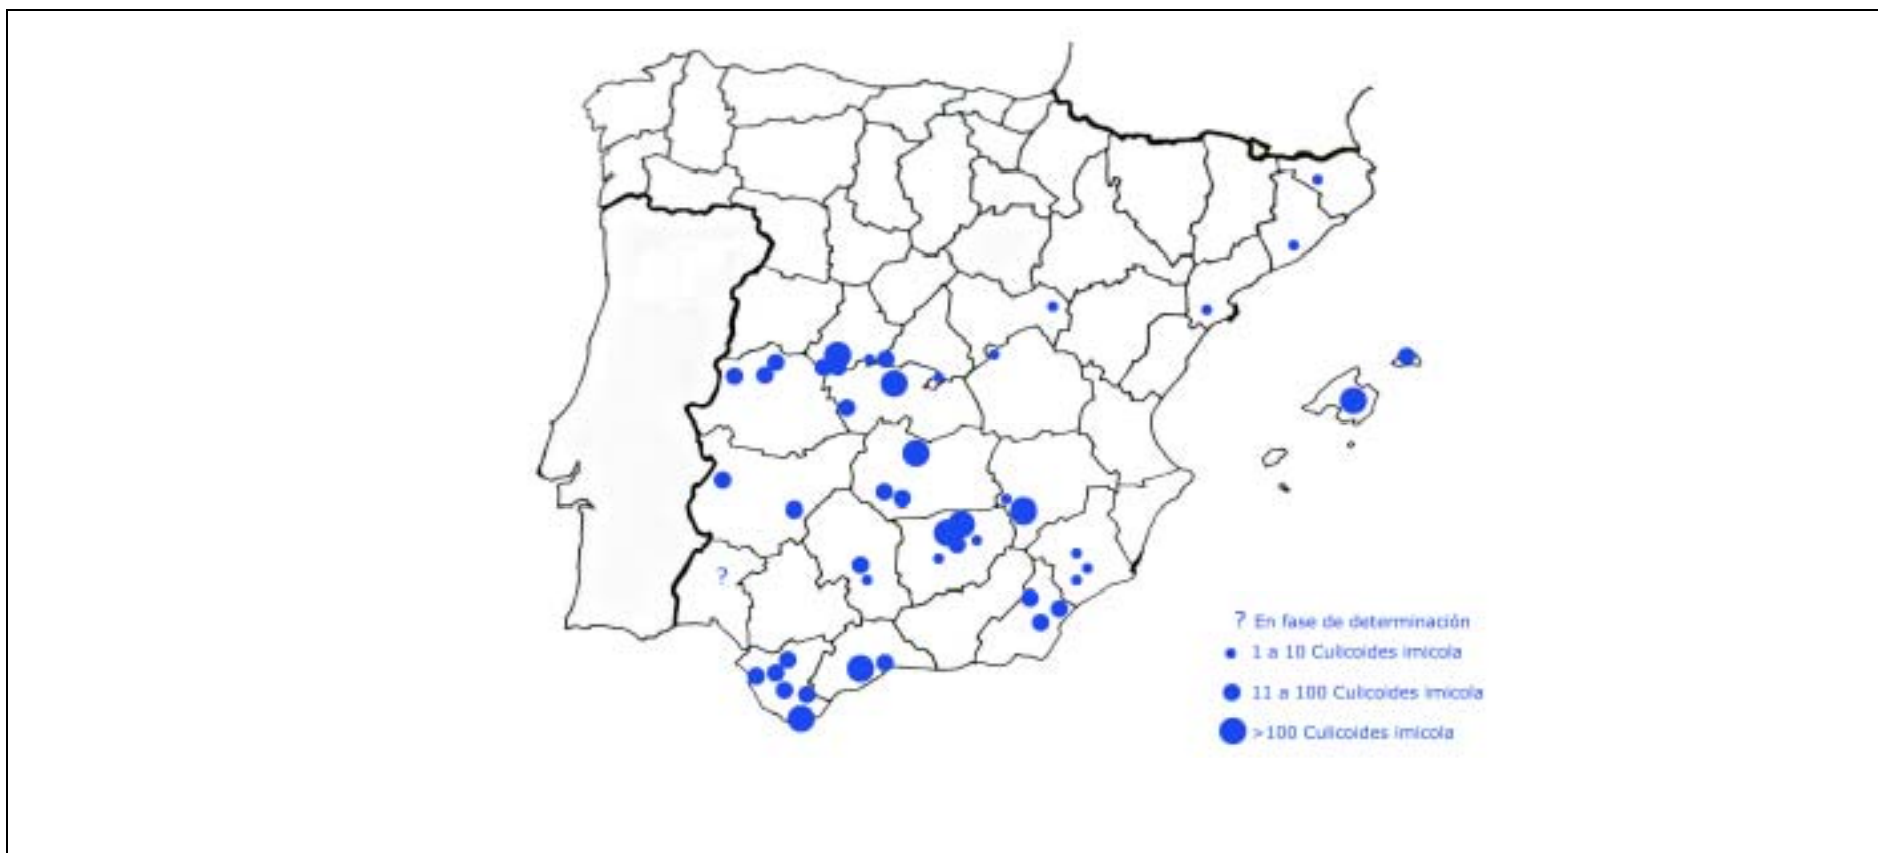 ?
? En fase de determinación
1 a 10 Culicoides imicola
11 a 100 Culicoides imicola
>100 Culicoides imicola